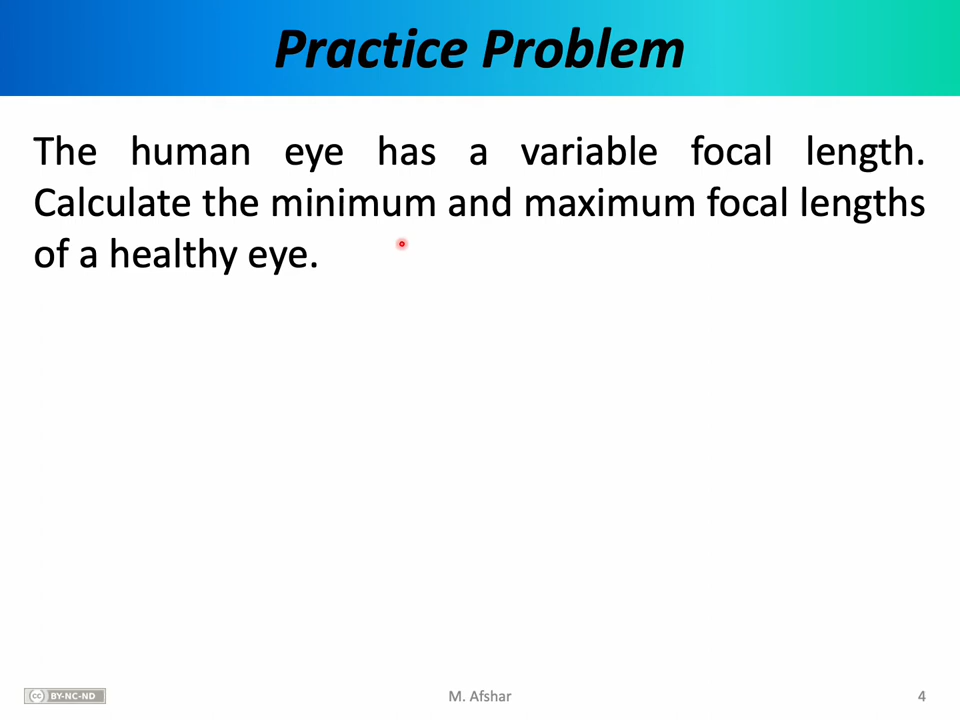 Practice Problem
The human eye has a variable focal length.
Calculate the minimum and maximum focal lengths
of a healthy eye.
cc BY-NC-ND
M. Afshar
4